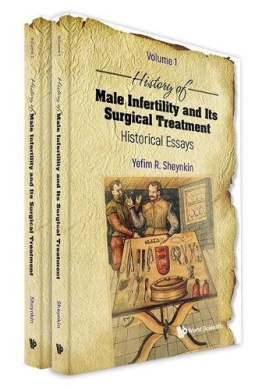 History of Male Infertility and Its Surgical Treatment
Sheynkin
History of Male Infertility and Its Surgical Treatment
Sheynkin
Volume 1
History of
Male Infertility and Its
Surgical Treatment
Historical Essays
Yefim R. Sheynkin
World Scientific